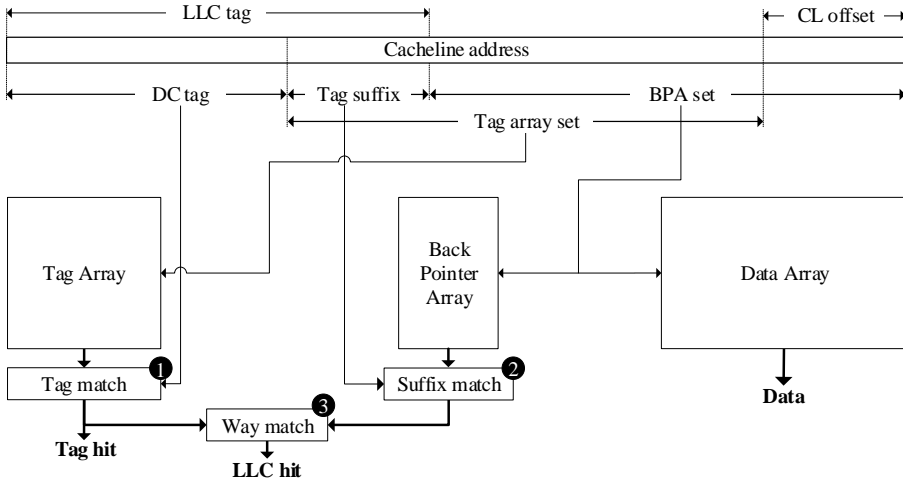 LLC tag
CL offset
Cacheline address
DC tag
Tag suffix
BPA set
Tag array set
Tag Array
Back
Pointer
Array
Data Array
1
2
Tag match
Suffix match
Data
3
Way match
Tag hit
LLC hit